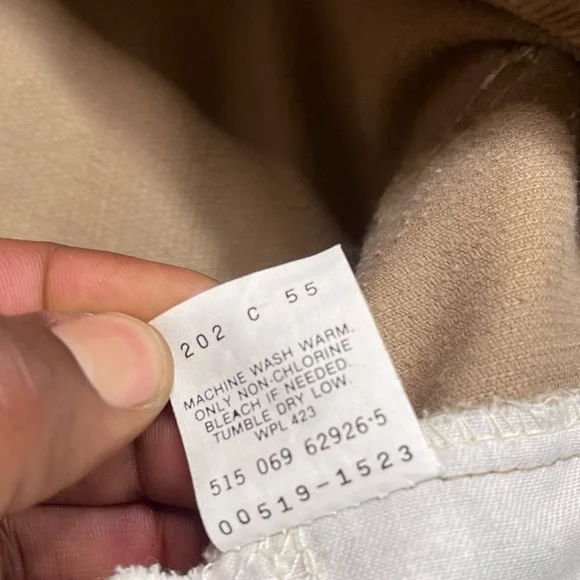 202 C 55
MACHINE WASH WARM.
ONLY NON-CHLORINE
BLEACH IF NEEDED.
TUMBLE DRY LOW.
WPL 423
515 069 62926-5
00519-1523